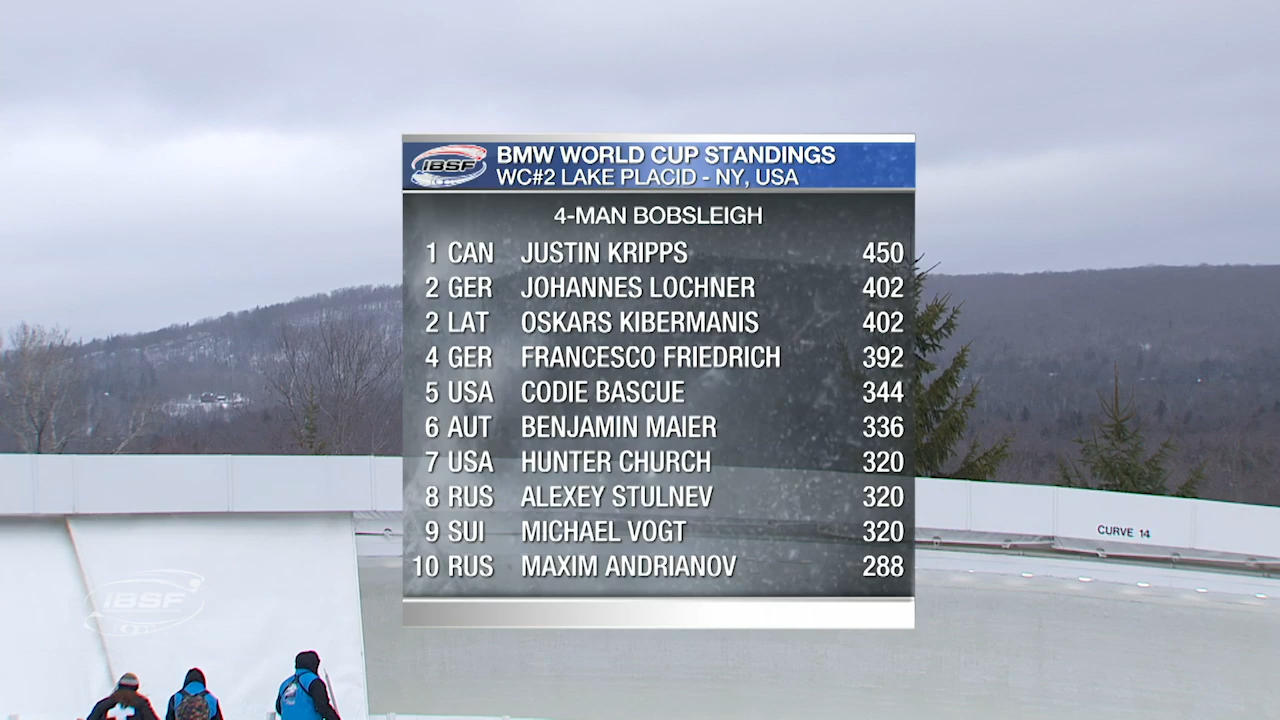 IBSF
BMW WORLD CUP STANDINGS
WC#2 LAKE PLACID - NY, USA
4-MAN BOBSLEIGH
1 CAN JUSTIN KRIPPS 450
2 GER JOHANNES LOCHNER 402
2 LAT OSKARS KIBERMANIS 402
4 GER FRANCESCO FRIEDRICH 392
5 USA CODIE BASCUE 344
6 AUT BENJAMIN MAIER 336
7 USA HUNTER CHURCH 320
8 RUS ALEXEY STULNEV 320
9 SUI MICHAEL VOGT 320
10 RUS MAXIM ANDRIANOV 288
CURVE 14
IBSF